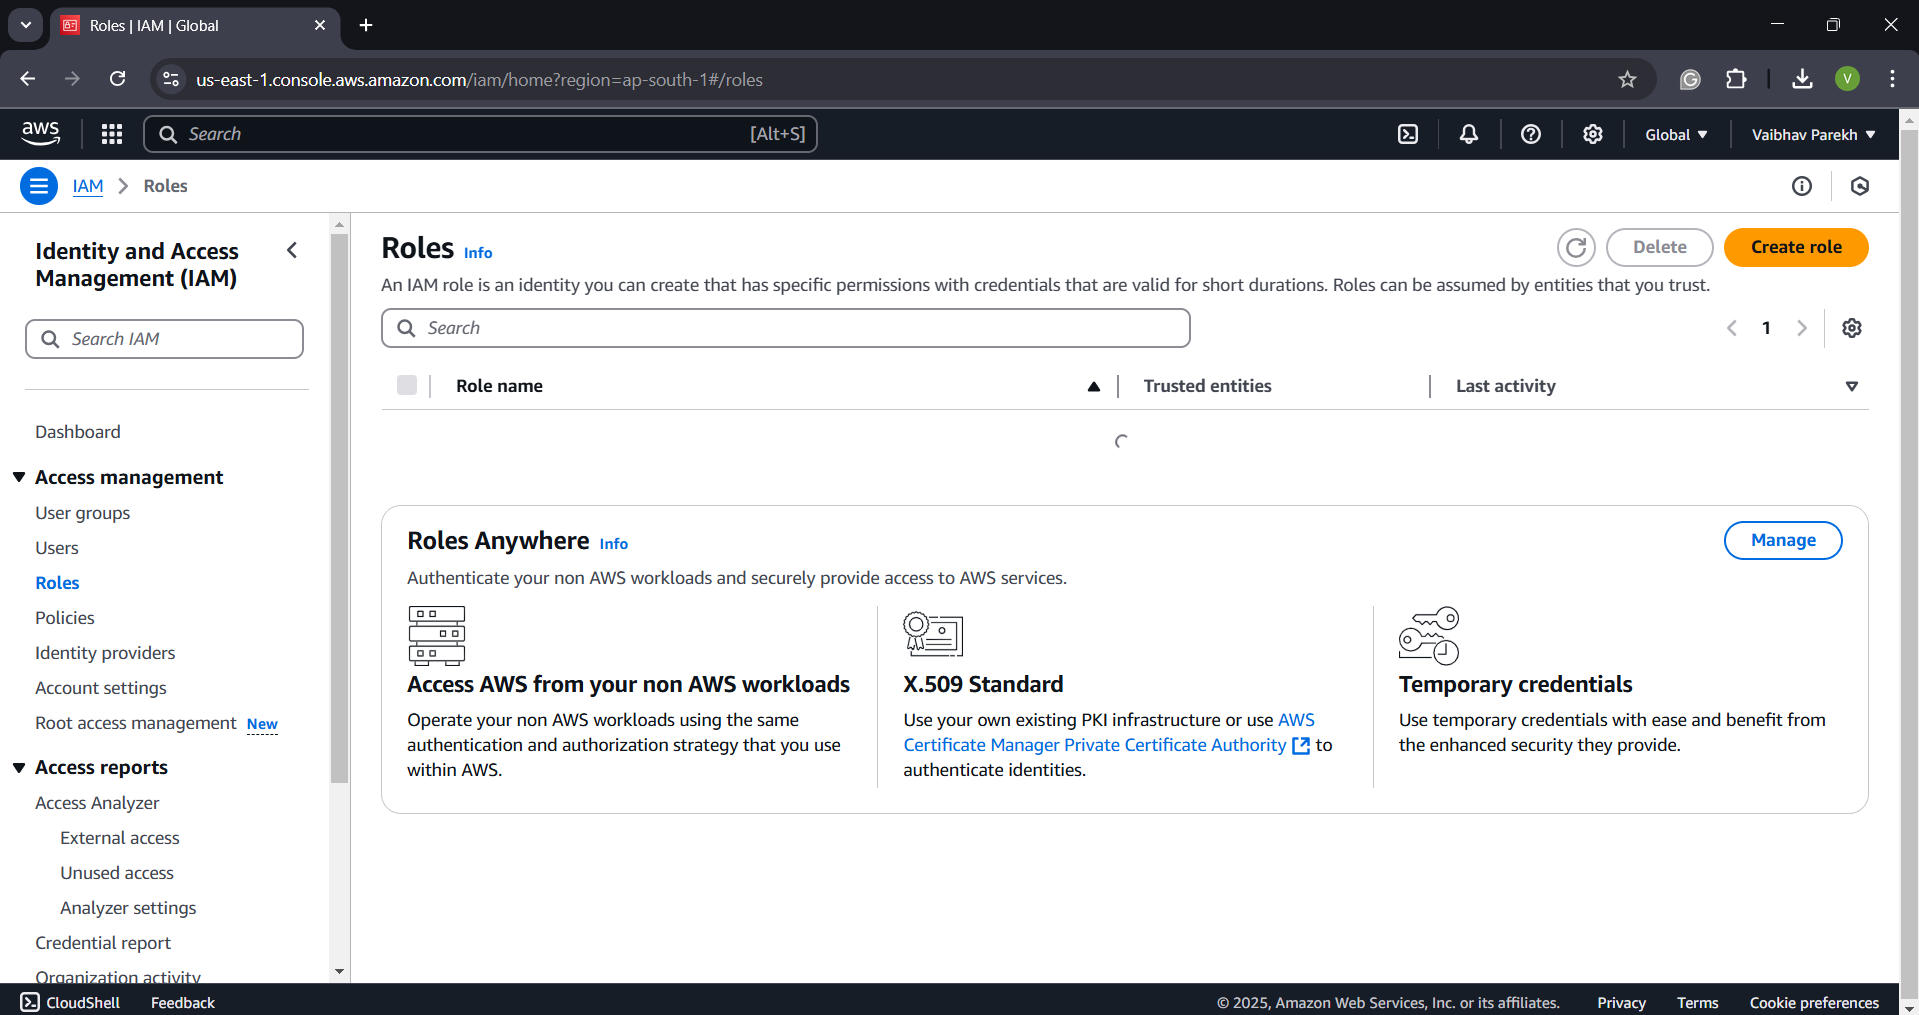 Roles | IAM | Global
us-east-1.console.aws.amazon.com/iam/home?region=ap-south-1#/roles
V
aws
Search
[Alt+S]
Global
Vaibhav Parekh
IAM
Roles
Identity and Access
Management (IAM)
Search IAM
Dashboard
Access management
User groups
Users
Roles
Policies
Identity providers
Account settings
Root access management New
Access reports
Access Analyzer
External access
Unused access
Analyzer settings
Credential report
Organization activity
Roles Info
Delete
Create role
An IAM role is an identity you can create that has specific permissions with credentials that are valid for short durations. Roles can be assumed by entities that you trust.
Search
1
Role name
Trusted entities
Last activity
Roles Anywhere Info
Manage
Authenticate your non AWS workloads and securely provide access to AWS services.
Access AWS from your non AWS workloads
Operate your non AWS workloads using the same
authentication and authorization strategy that you use
within AWS.
X.509 Standard
Use your own existing PKI infrastructure or use AWS
Certificate Manager Private Certificate Authority to
authenticate identities.
Temporary credentials
Use temporary credentials with ease and benefit from
the enhanced security they provide.
CloudShell
Feedback
© 2025, Amazon Web Services, Inc. or its affiliates.
Privacy
Terms
Cookie preferences